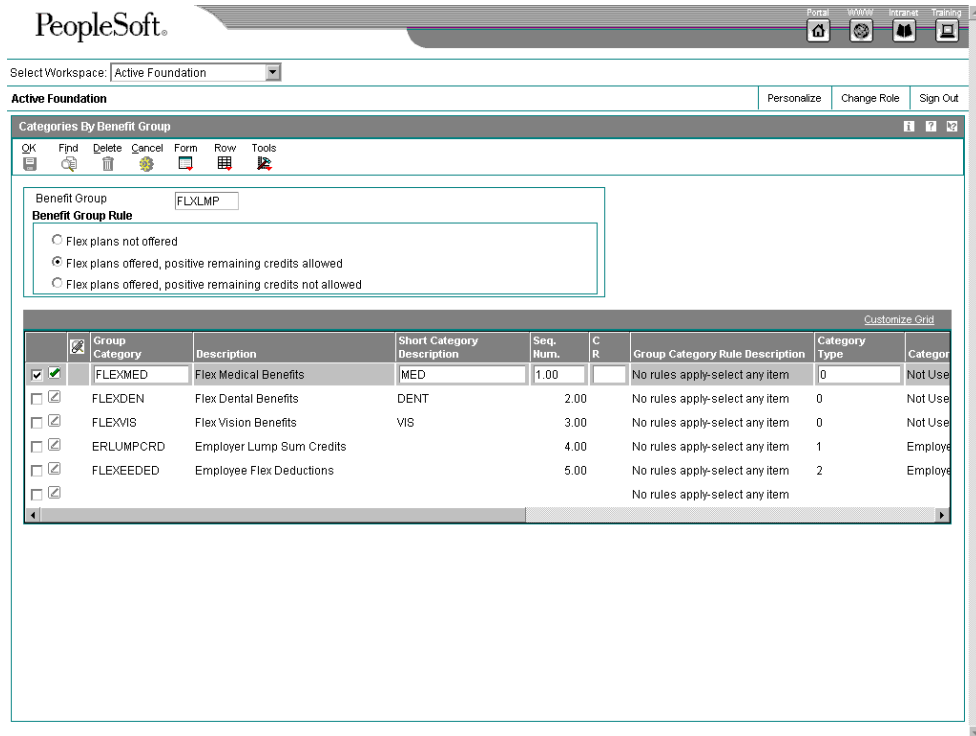 PeopleSoft.
Portal WWW Intranet Training
Select Workspace: Active Foundation
Active Foundation Personalize Change Role Sign Out
Categories By Benefit Group i ? ?
OK Find Delete Cancel Form Row Tools
Benefit Group FLXLMP
Benefit Group Rule
Flex plans not offered
Flex plans offered, positive remaining credits allowed
Flex plans offered, positive remaining credits not allowed
Customize Grid
Group Category Description Short Category Description Seq. Num. C R Group Category Rule Description Category Type Categor
FLEXMED Flex Medical Benefits MED 1.00 No rules apply-select any item 0 Not Use
FLEXDEN Flex Dental Benefits DENT 2.00 No rules apply-select any item 0 Not Use
FLEXVIS Flex Vision Benefits VIS 3.00 No rules apply-select any item 0 Not Use
ERLUMPCRD Employer Lump Sum Credits 4.00 No rules apply-select any item 1 Employe
FLEXEEDED Employee Flex Deductions 5.00 No rules apply-select any item 2 Employe
No rules apply-select any item